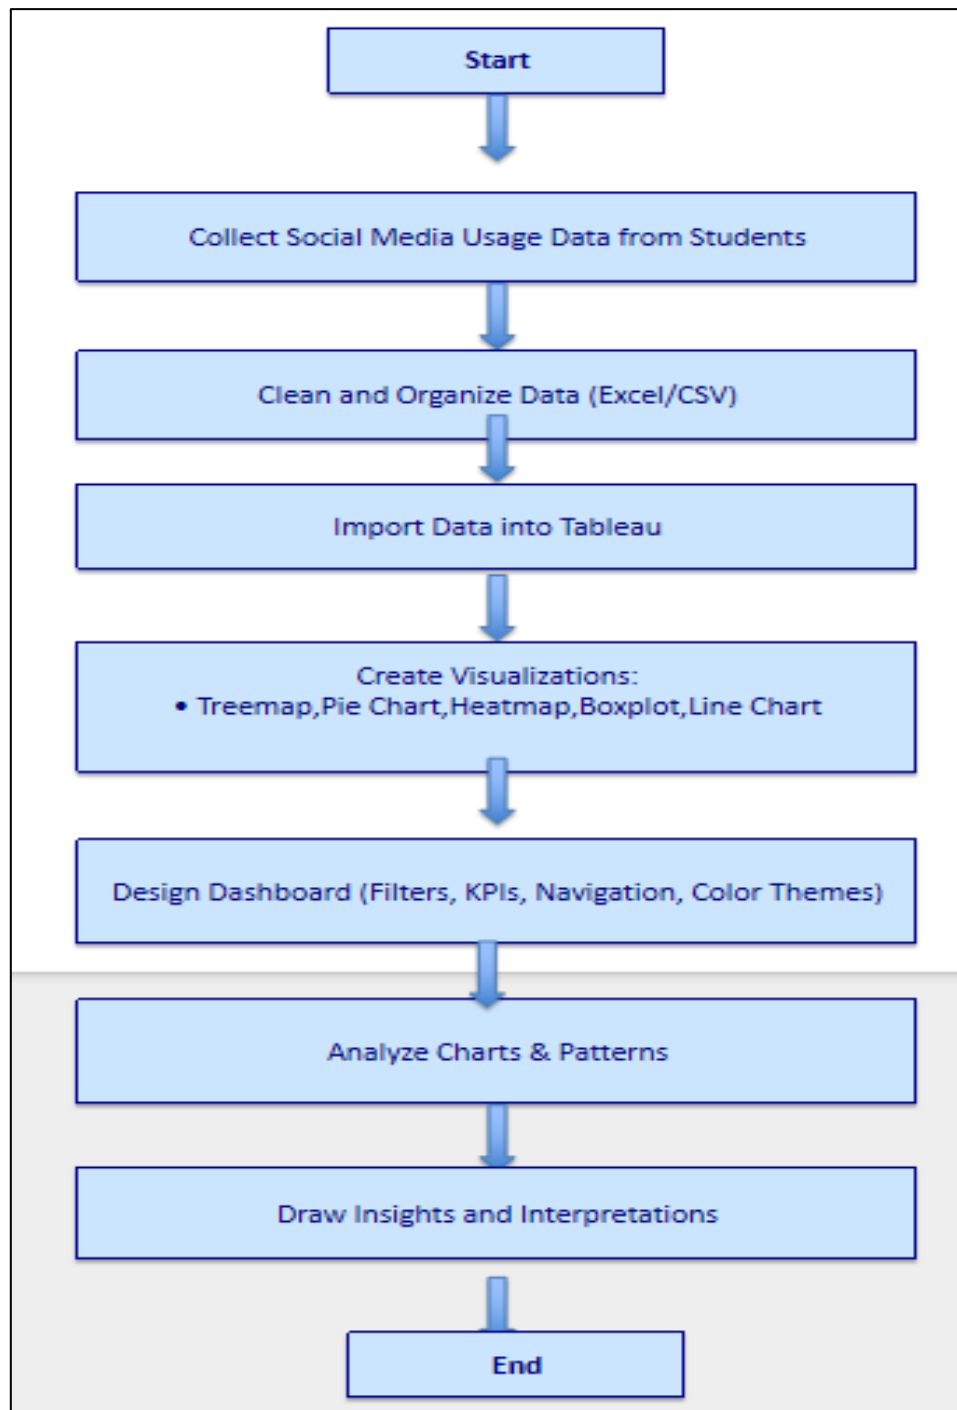 Start
Collect Social Media Usage Data from Students
Clean and Organize Data (Excel/CSV)
Import Data into Tableau
Create Visualizations:
• Treemap,Pie Chart,Heatmap,Boxplot,Line Chart
Design Dashboard (Filters, KPIs, Navigation, Color Themes)
Analyze Charts & Patterns
Draw Insights and Interpretations
End